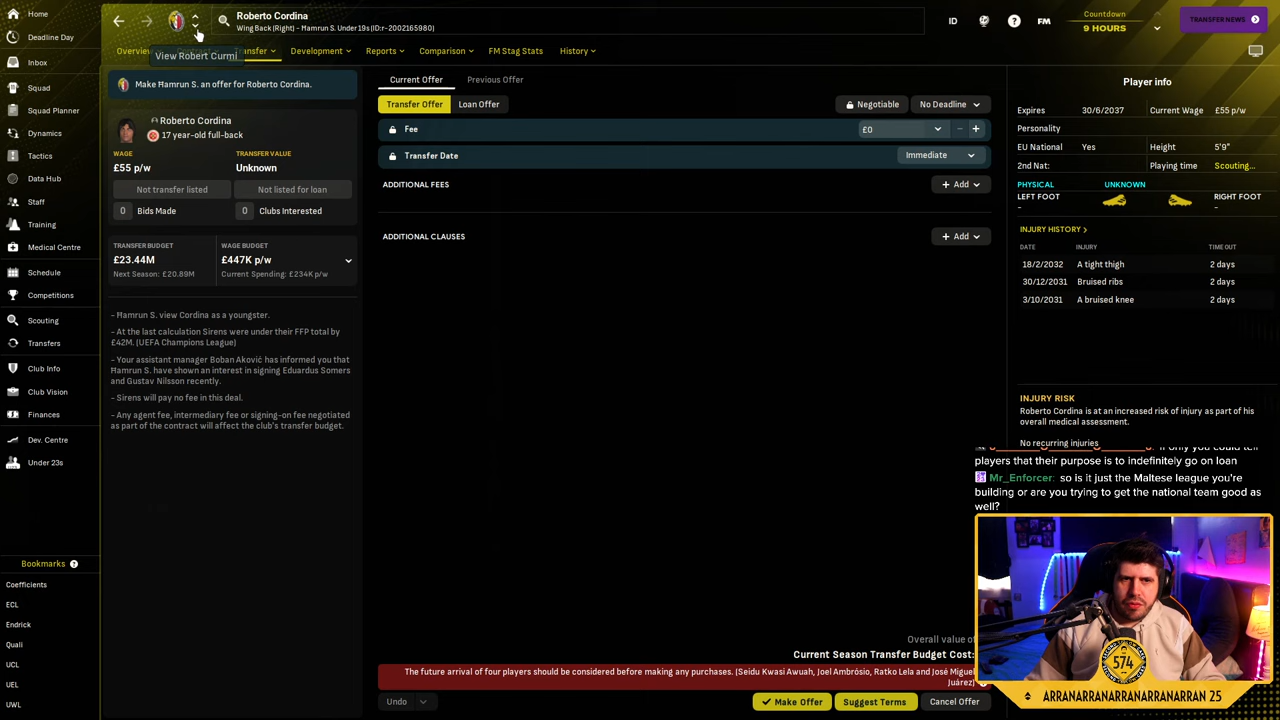 Home
Deadline Day
Inbox
Squad
Squad Planner
Dynamics
Tactics
Data Hub
Staff
Training
Medical Centre
Schedule
Competitions
Scouting
Transfers
Club Info
Club Vision
Finances
Dev. Centre
Under 23s
Bookmarks
Coefficients
ECL
Endrick
Quali
UCL
UEL
UWL
Roberto Cordina
Wing Back (Right) - Hamrun S. Under 19s (ID:r-2002165980)
ID
FM
Countdown
9 HOURS
TRANSFER NEWS
View Robert Curmi
Development
Reports
Comparison
FM Stag Stats
History
Make Ħamrun S. an offer for Roberto Cordina.
Roberto Cordina
17 year-old full-back
WAGE
TRANSFER VALUE
£55 p/w
Unknown
Not transfer listed
Not listed for loan
0 Bids Made
0 Clubs Interested
TRANSFER BUDGET
WAGE BUDGET
£23.44M
£447K p/w
Next Season: £20.89M
Current Spending: £234K p/w
- Ħamrun S. view Cordina as a youngster.
- At the last calculation Sirens were under their FFP total by
£42M. (UEFA Champions League)
- Your assistant manager Boban Aković has informed you that
Ħamrun S. have shown an interest in signing Eduardus Somers
and Gustav Nilsson recently.
- Sirens will pay no fee in this deal.
- Any agent fee, intermediary fee or signing-on fee negotiated
as part of the contract will affect the club's transfer budget.
Current Offer
Previous Offer
Transfer Offer
Loan Offer
Negotiable
No Deadline
Fee
£0
Transfer Date
Immediate
ADDITIONAL FEES
+ Add
ADDITIONAL CLAUSES
+ Add
Overall value of
Current Season Transfer Budget Cost:
The future arrival of four players should be considered before making any purchases. (Seidu Kwasi Awuah, Joel Ambrósio, Ratko Lela and José Miguel
Juárez)
Undo
Make Offer
Suggest Terms
Cancel Offer
Player info
Expires 30/6/2037
Current Wage £55 p/w
Personality
EU National Yes
Height 5'9"
2nd Nat: -
Playing time Scouting...
PHYSICAL
UNKNOWN
LEFT FOOT
RIGHT FOOT
-
-
INJURY HISTORY >
DATE INJURY TIME OUT
18/2/2032 A tight thigh 2 days
30/12/2031 Bruised ribs 2 days
3/10/2031 A bruised knee 2 days
INJURY RISK
Roberto Cordina is at an increased risk of injury as part of his
overall medical assessment.
No recurring injuries
players that their purpose is to indefinitely go on loan
Mr_Enforcer: so is it just the Maltese league you're
building or are you trying to get the national team good as
well?
574
ARRANARRANARRANARRANARRAN 25